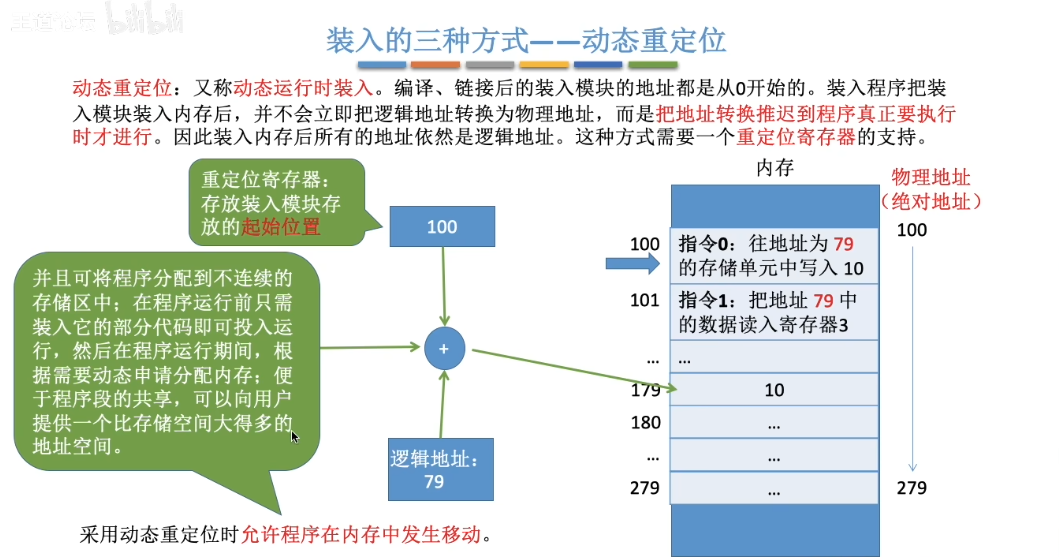 王道论坛 bilibili
装入的三种方式——动态重定位
动态重定位：又称动态运行时装入。编译、链接后的装入模块的地址都是从0开始的。装入程序把装
入模块装入内存后，并不会立即把逻辑地址转换为物理地址，而是把地址转换推迟到程序真正要执行
时才进行。因此装入内存后所有的地址依然是逻辑地址。这种方式需要一个重定位寄存器的支持。
重定位寄存器：
存放装入模块存
放的起始位置
100
并且可将程序分配到不连续的
存储区中；在程序运行前只需
装入它的部分代码即可投入运
行，然后在程序运行期间，根
据需要动态申请分配内存；便
于程序段的共享，可以向用户
提供一个比存储空间大得多的
地址空间。
+
逻辑地址：
79
内存
物理地址
（绝对地址）
100
100
指令0：往地址为 79
的存储单元中写入 10
101
指令1：把地址 79 中
的数据读入寄存器3
... ...
179 10
180 ...
... ...
279 ...
279
采用动态重定位时允许程序在内存中发生移动。